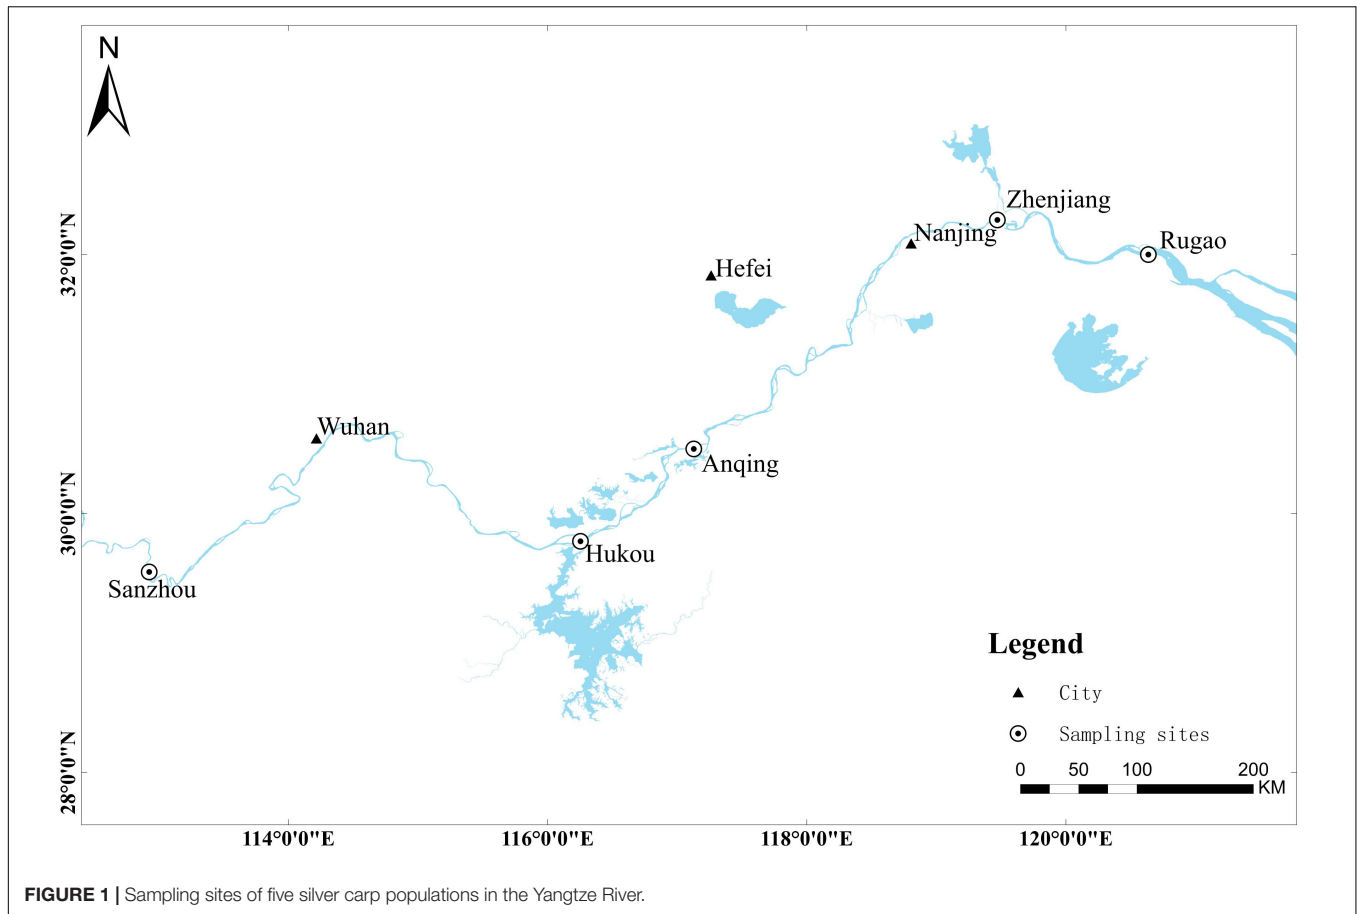 N
Zhenjiang
Nanjing
Rugao
Hefei
32°0'0"N
Wuhan
Anqing
30°0'0"N
Hukou
Sanzhou
Legend
City
Sampling sites
0 50 100 200
KM
28°0'0"N
114°0'0"E 116°0'0"E 118°0'0"E 120°0'0"E
FIGURE 1 | Sampling sites of five silver carp populations in the Yangtze River.